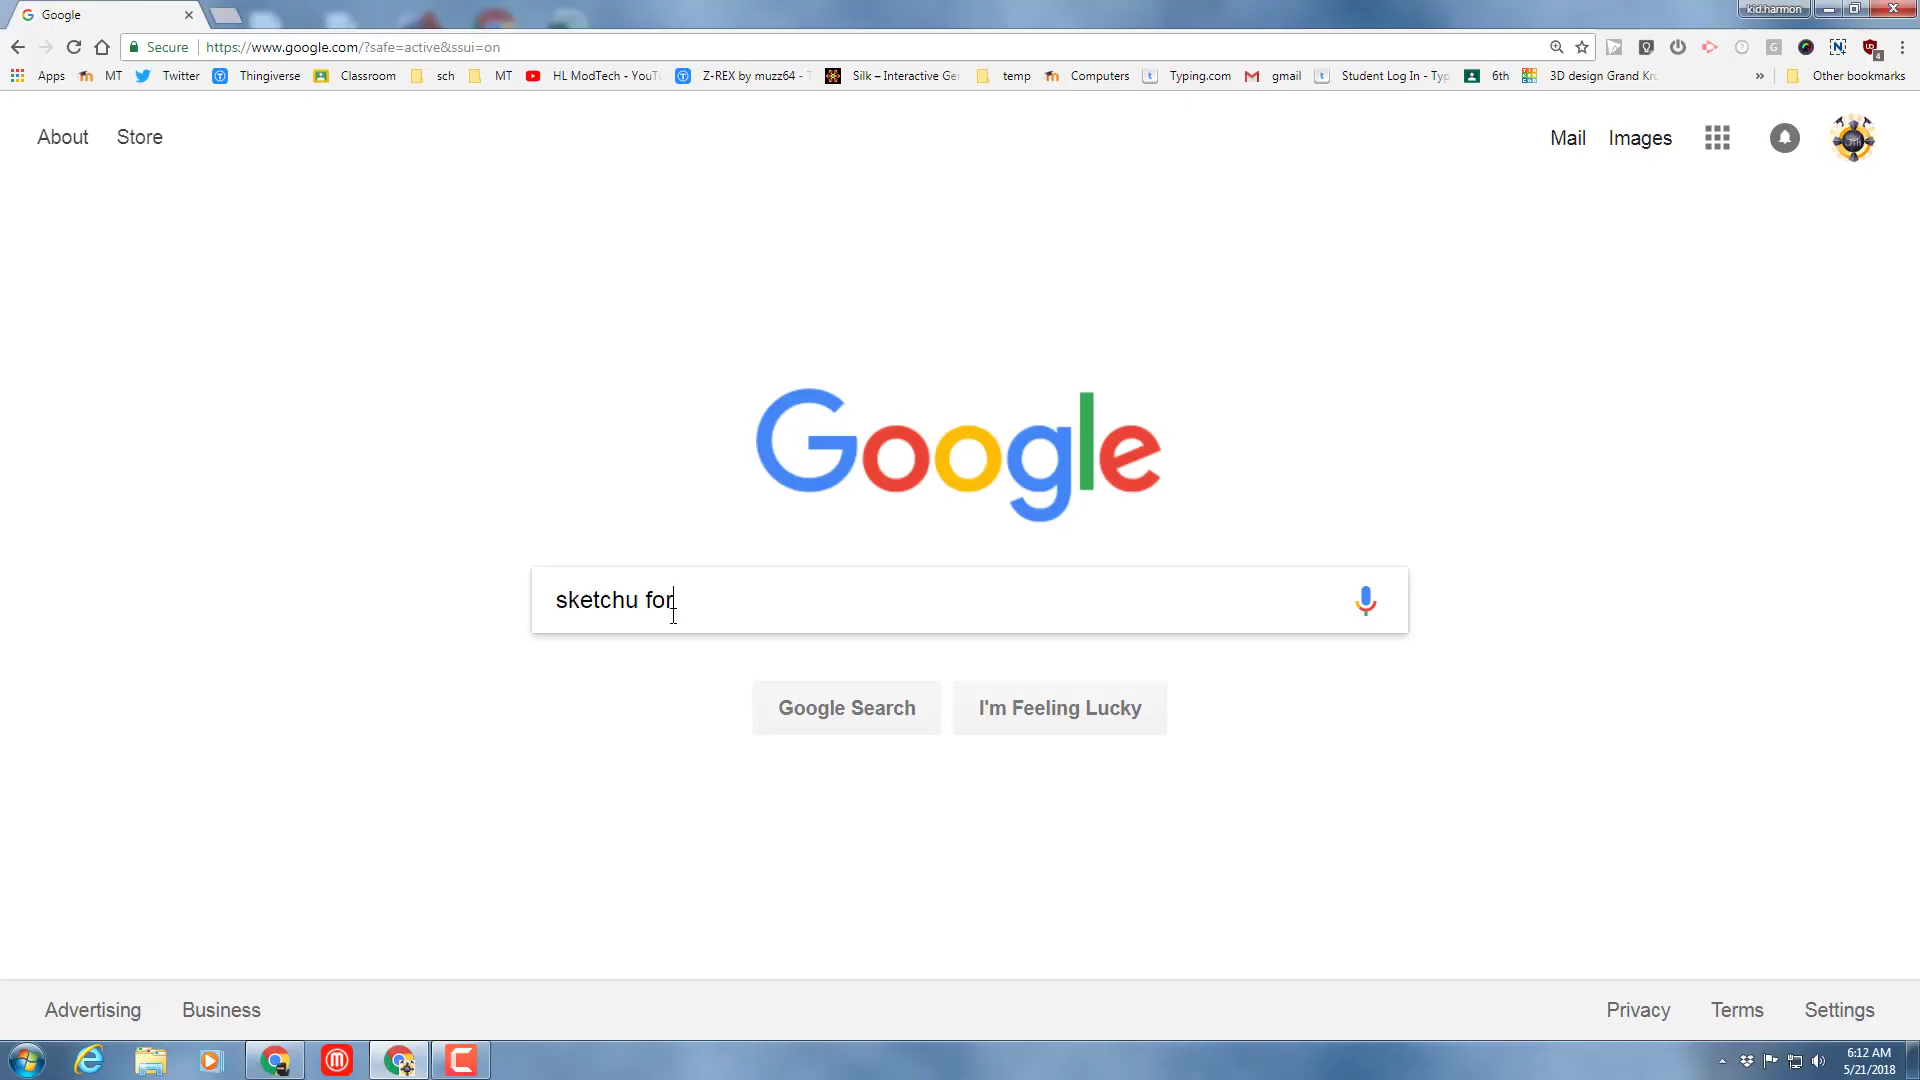 Google
kid.harmon
Secure https://www.google.com/?safe=active&ssui=on
Apps MT Twitter Thingiverse Classroom sch MT HL ModTech - YouTu Z-REX by muzz64 - T Silk – Interactive Ger temp Computers Typing.com gmail Student Log In - Typ 6th 3D design Grand Kru » Other bookmarks
About Store Mail Images
Google
sketchu for
Google Search I'm Feeling Lucky
Advertising Business Privacy Terms Settings
6:12 AM
5/21/2018